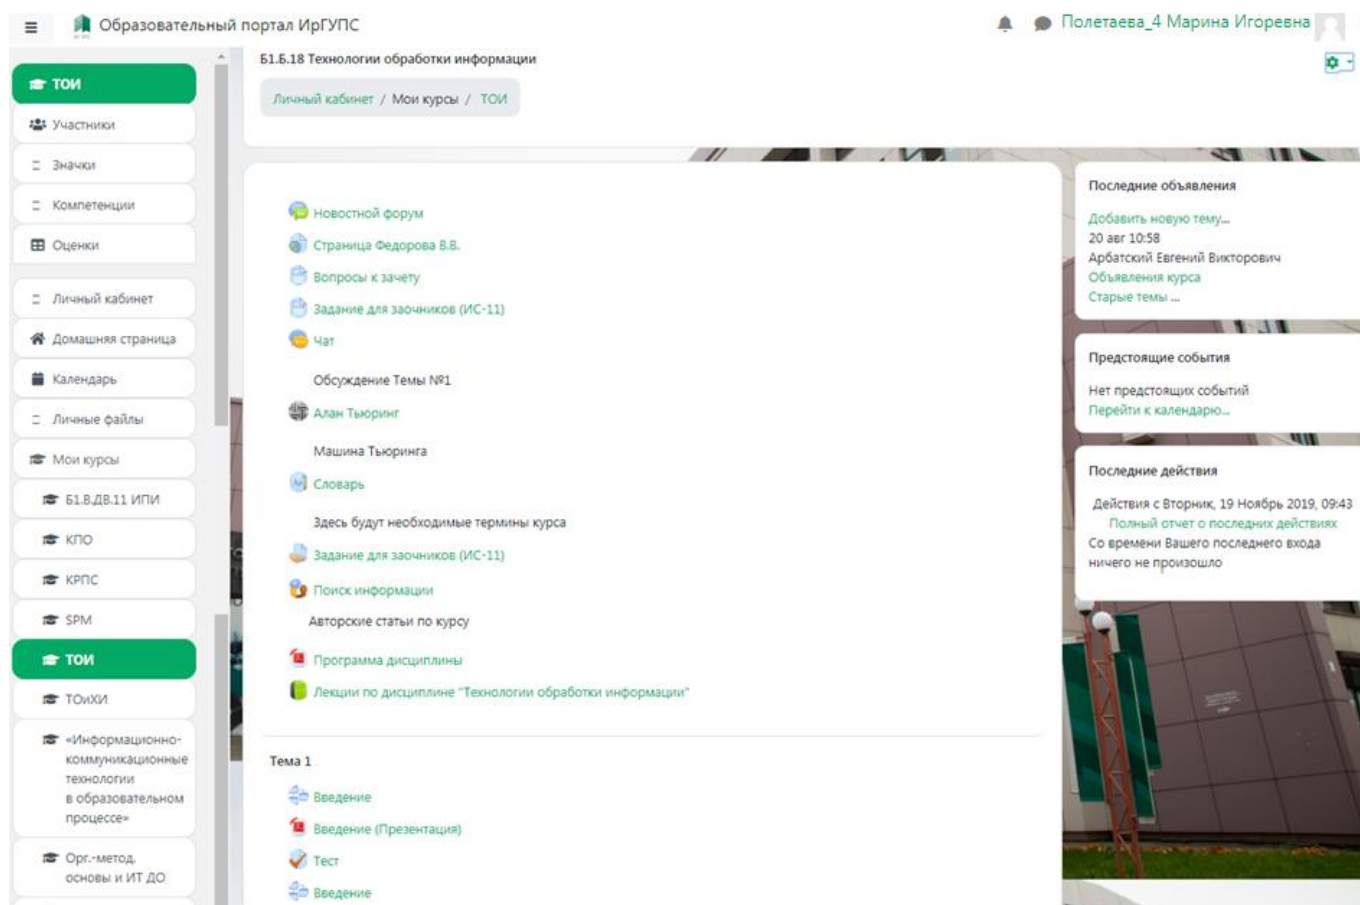 Образовательный портал ИрГУПС
Полетаева_4 Марина Игоревна
ТОИ
Участники
Значки
Компетенции
Оценки
Личный кабинет
Домашняя страница
Календарь
Личные файлы
Мои курсы
Б1.В.ДВ.11 ИПИ
КПО
КРПС
SPM
ТОИ
ТОиХИ
«Информационно-
коммуникационные
технологии
в образовательном
процессе»
Орг.-метод.
основы и ИТ ДО
Б1.Б.18 Технологии обработки информации
Личный кабинет / Мои курсы / ТОИ
Новостной форум
Страница Федорова В.В.
Вопросы к зачету
Задание для заочников (ИС-11)
Чат
Обсуждение Темы №1
Алан Тьюринг
Машина Тьюринга
Словарь
Здесь будут необходимые термины курса
Задание для заочников (ИС-11)
Поиск информации
Авторские статьи по курсу
Программа дисциплины
Лекции по дисциплине "Технологии обработки информации"
Тема 1
Введение
Введение (Презентация)
Тест
Введение
Последние объявления
Добавить новую тему...
20 авг 10:58
Арбатский Евгений Викторович
Объявления курса
Старые темы ...
Предстоящие события
Нет предстоящих событий
Перейти к календарю...
Последние действия
Действия с Вторник, 19 Ноябрь 2019, 09:43
Полный отчет о последних действиях
Со времени Вашего последнего входа
ничего не произошло